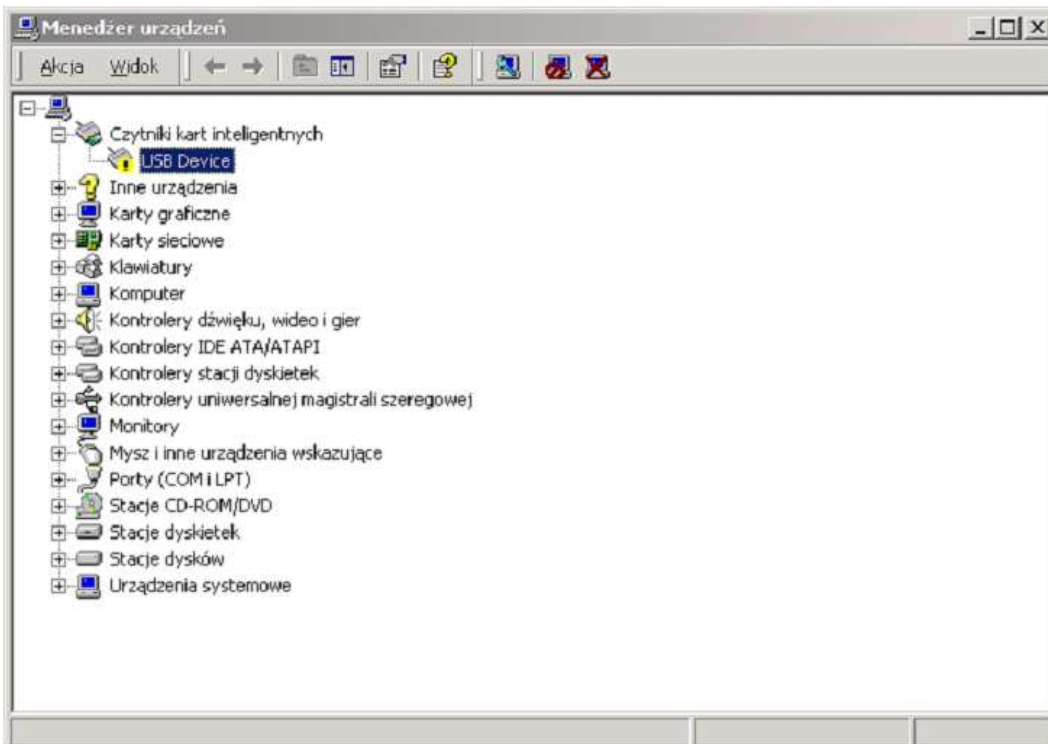 Menedżer urządzeń
Akcja Widok
Czytniki kart inteligentnych
USB Device
Inne urządzenia
Karty graficzne
Karty sieciowe
Klawiatury
Komputer
Kontrolery dźwięku, wideo i gier
Kontrolery IDE ATA/ATAPI
Kontrolery stacji dyskietek
Kontrolery uniwersalnej magistrali szeregowej
Monitory
Mysz i inne urządzenia wskazujące
Porty (COM i LPT)
Stacje CD-ROM/DVD
Stacje dyskietek
Stacje dysków
Urządzenia systemowe